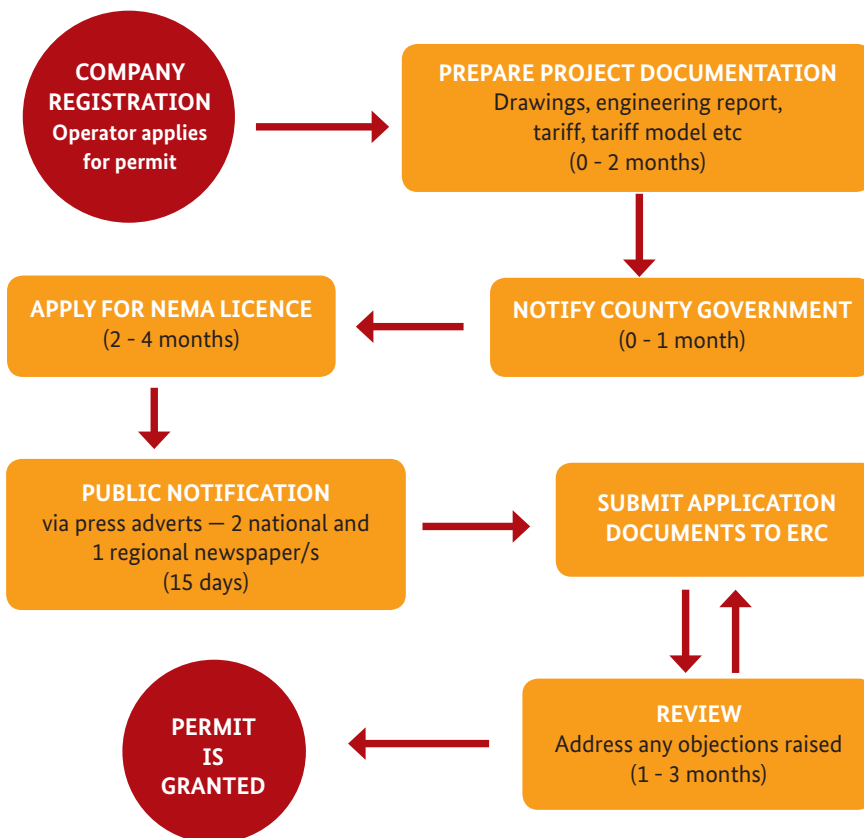 COMPANY
REGISTRATION
Operator applies
for permit
PREPARE PROJECT DOCUMENTATION
Drawings, engineering report,
tariff, tariff model etc
(0 - 2 months)
NOTIFY COUNTY GOVERNMENT
(0 - 1 month)
APPLY FOR NEMA LICENCE
(2 - 4 months)
PUBLIC NOTIFICATION
via press adverts — 2 national and
1 regional newspaper/s
(15 days)
SUBMIT APPLICATION
DOCUMENTS TO ERC
REVIEW
Address any objections raised
(1 - 3 months)
PERMIT
IS
GRANTED